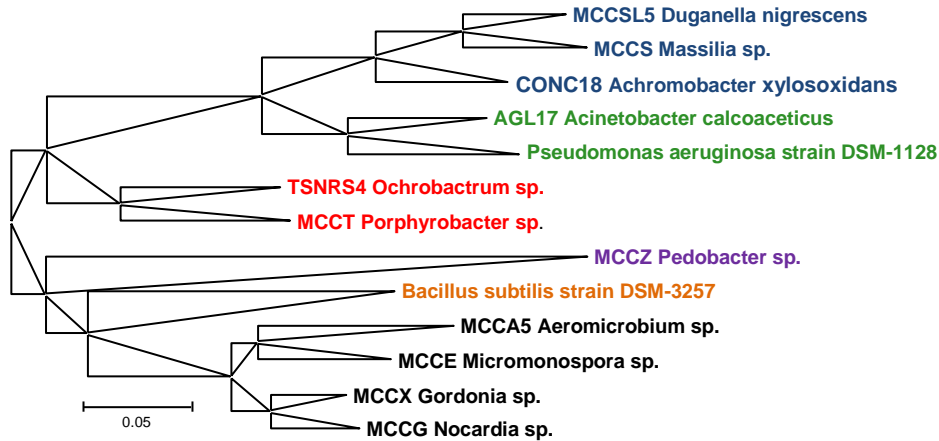 MCCSL5 Duganella nigrescens
MCCS Massilia sp.
CONC18 Achromobacter xylosoxidans
AGL17 Acinetobacter calcoaceticus
Pseudomonas aeruginosa strain DSM-1128
TSNRS4 Ochrobactrum sp.
MCCT Porphyrobacter sp.
MCCZ Pedobacter sp.
Bacillus subtilis strain DSM-3257
MCCA5 Aeromicrobium sp.
MCCE Micromonospora sp.
MCCX Gordonia sp.
MCCG Nocardia sp.
0.05